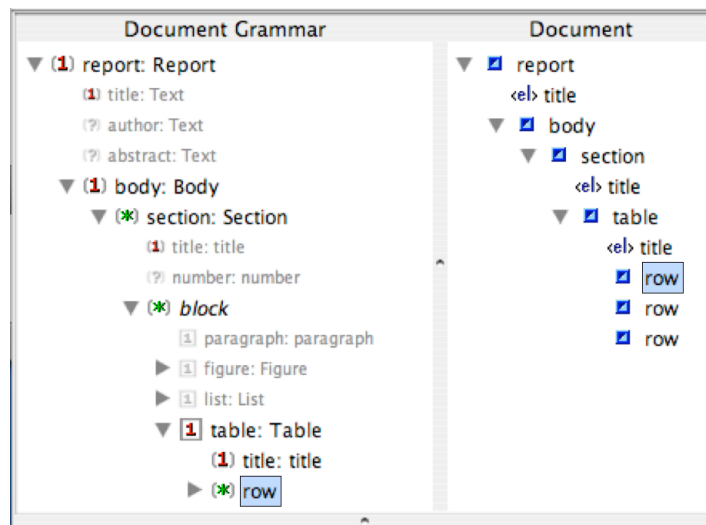 Document Grammar
(1) report: Report
(1) title: Text
(?) author: Text
(?) abstract: Text
(1) body: Body
(*) section: Section
(1) title: title
(?) number: number
(*) block
1 paragraph: paragraph
1 figure: Figure
1 list: List
1 table: Table
(1) title: title
(*) row
Document
report
<el> title
body
section
<el> title
table
<el> title
row
row
row